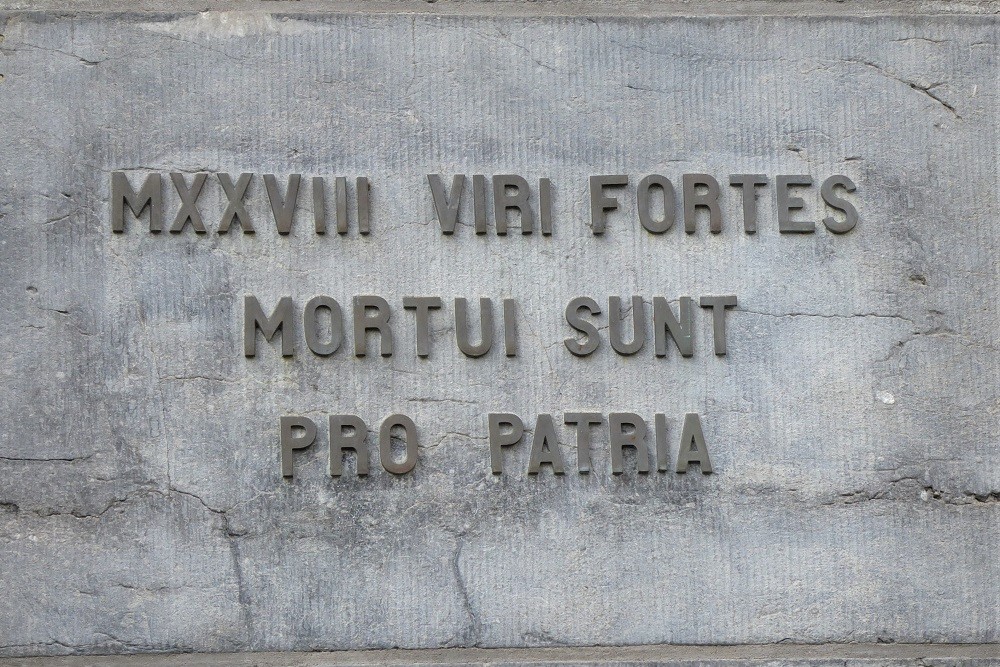 MXXVIII VIRI FORTES
MORTUI SUNT
PRO PATRIA